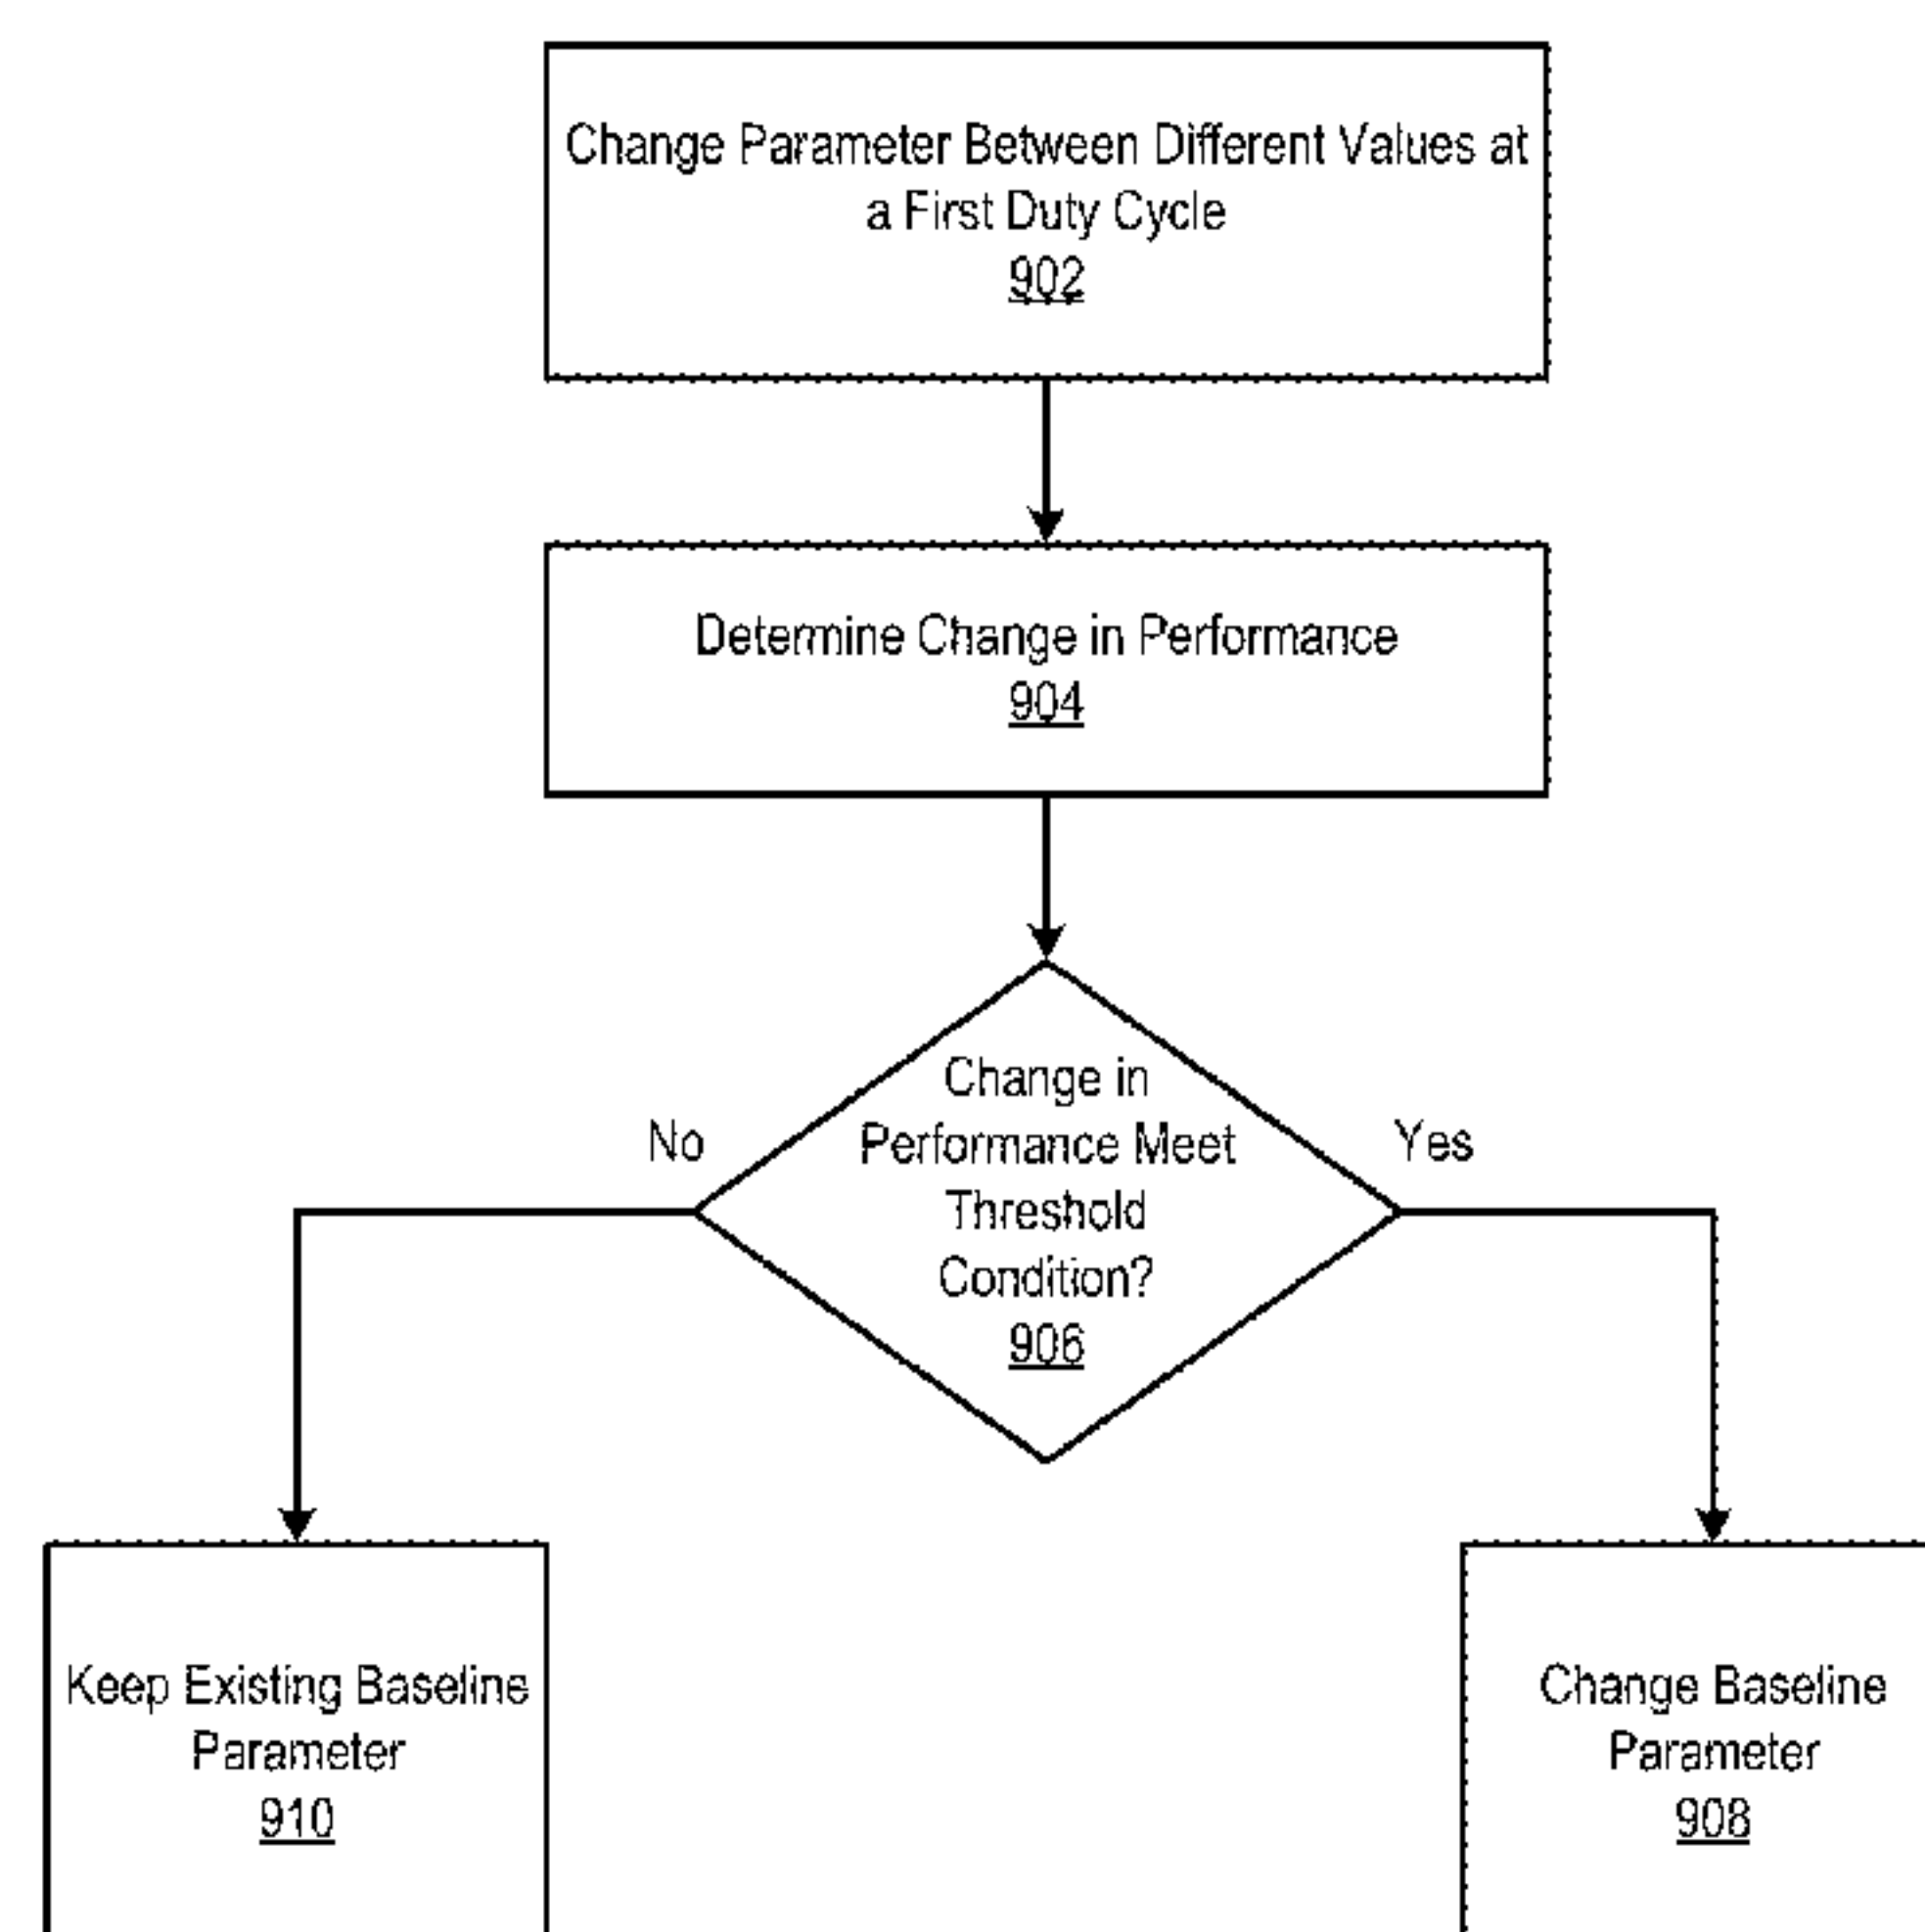 Change Parameter Between Different Values at
a First Duty Cycle
902
Determine Change in Performance
904
Change in
Performance Meet
Threshold
Condition?
906
No
Yes
Keep Existing Baseline
Parameter
910
Change Baseline
Parameter
908